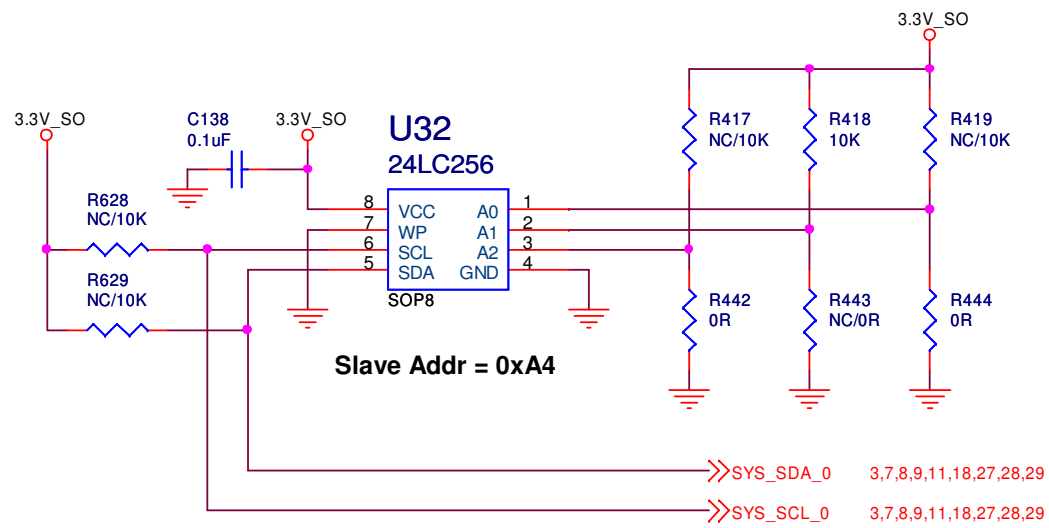 3.3V_SO
3.3V_SO
C138
0.1uF
3.3V_SO
U32
24LC256
R417
NC/10K
R418
10K
R419
NC/10K
R628
NC/10K
8
VCC
A0
1
7
WP
A1
2
6
SCL
A2
3
5
SDA
GND
4
R629
NC/10K
SOP8
R442
0R
R443
NC/0R
R444
0R
Slave Addr = 0xA4
SYS_SDA_0 3,7,8,9,11,18,27,28,29
SYS_SCL_0 3,7,8,9,11,18,27,28,29